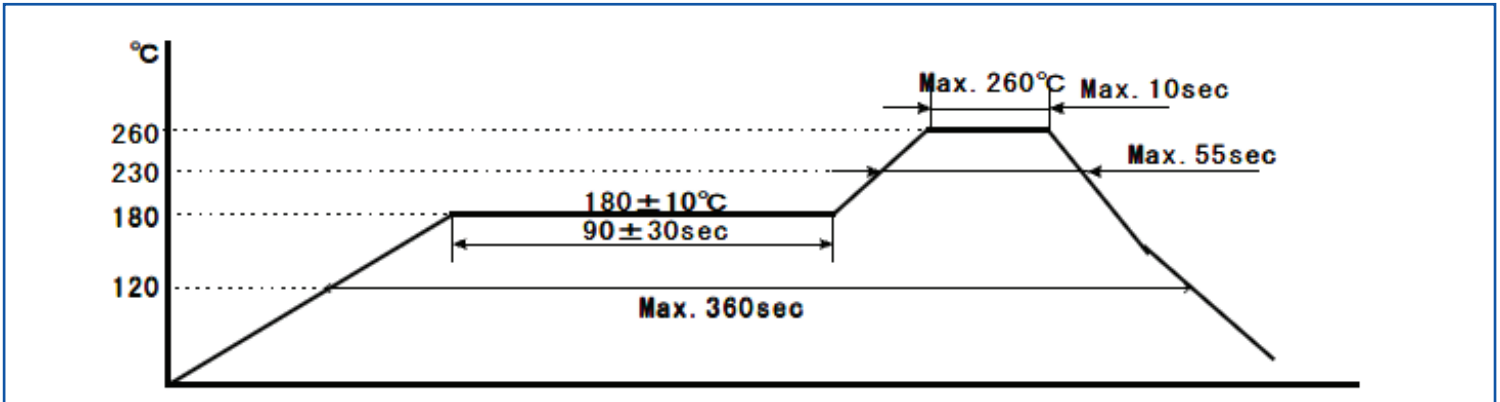 ℃
Max. 260℃
Max. 10sec
260
Max. 55sec
230
180±10℃
180
90±30sec
120
Max. 360sec